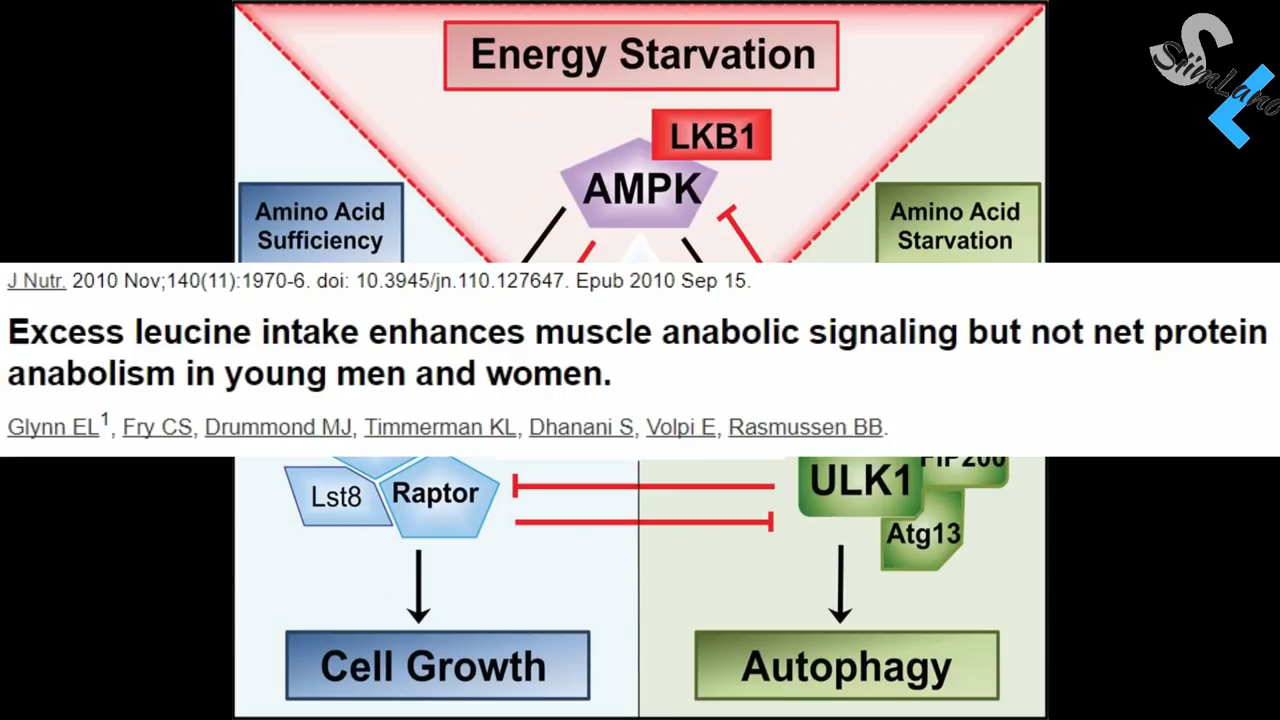 Energy Starvation
SiimLand
LKB1
AMPK
Amino Acid
Sufficiency
Amino Acid
Starvation
J Nutr. 2010 Nov;140(11):1970-6. doi: 10.3945/jn.110.127647. Epub 2010 Sep 15.
Excess leucine intake enhances muscle anabolic signaling but not net protein
anabolism in young men and women.
Glynn EL1, Fry CS, Drummond MJ, Timmerman KL, Dhanani S, Volpi E, Rasmussen BB.
Lst8
Raptor
ULK1
FIP200
Atg13
Cell Growth
Autophagy